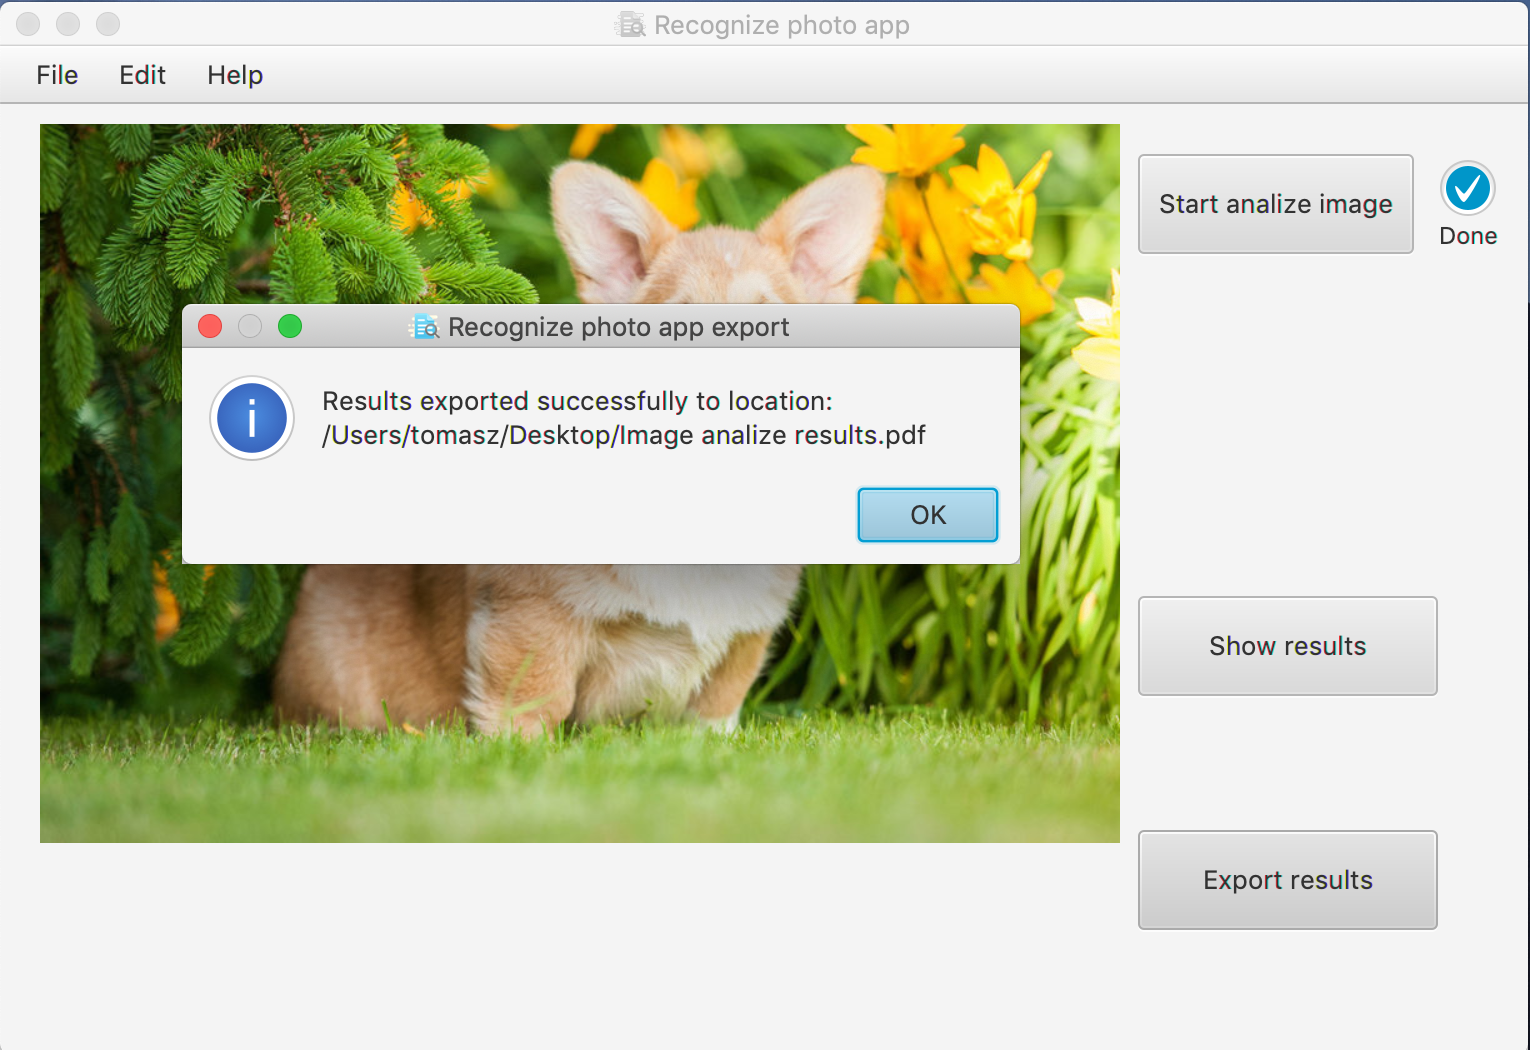 Recognize photo app
File Edit Help
Start analize image
Done
Recognize photo app export
Results exported successfully to location:
/Users/tomasz/Desktop/Image analize results.pdf
OK
Show results
Export results